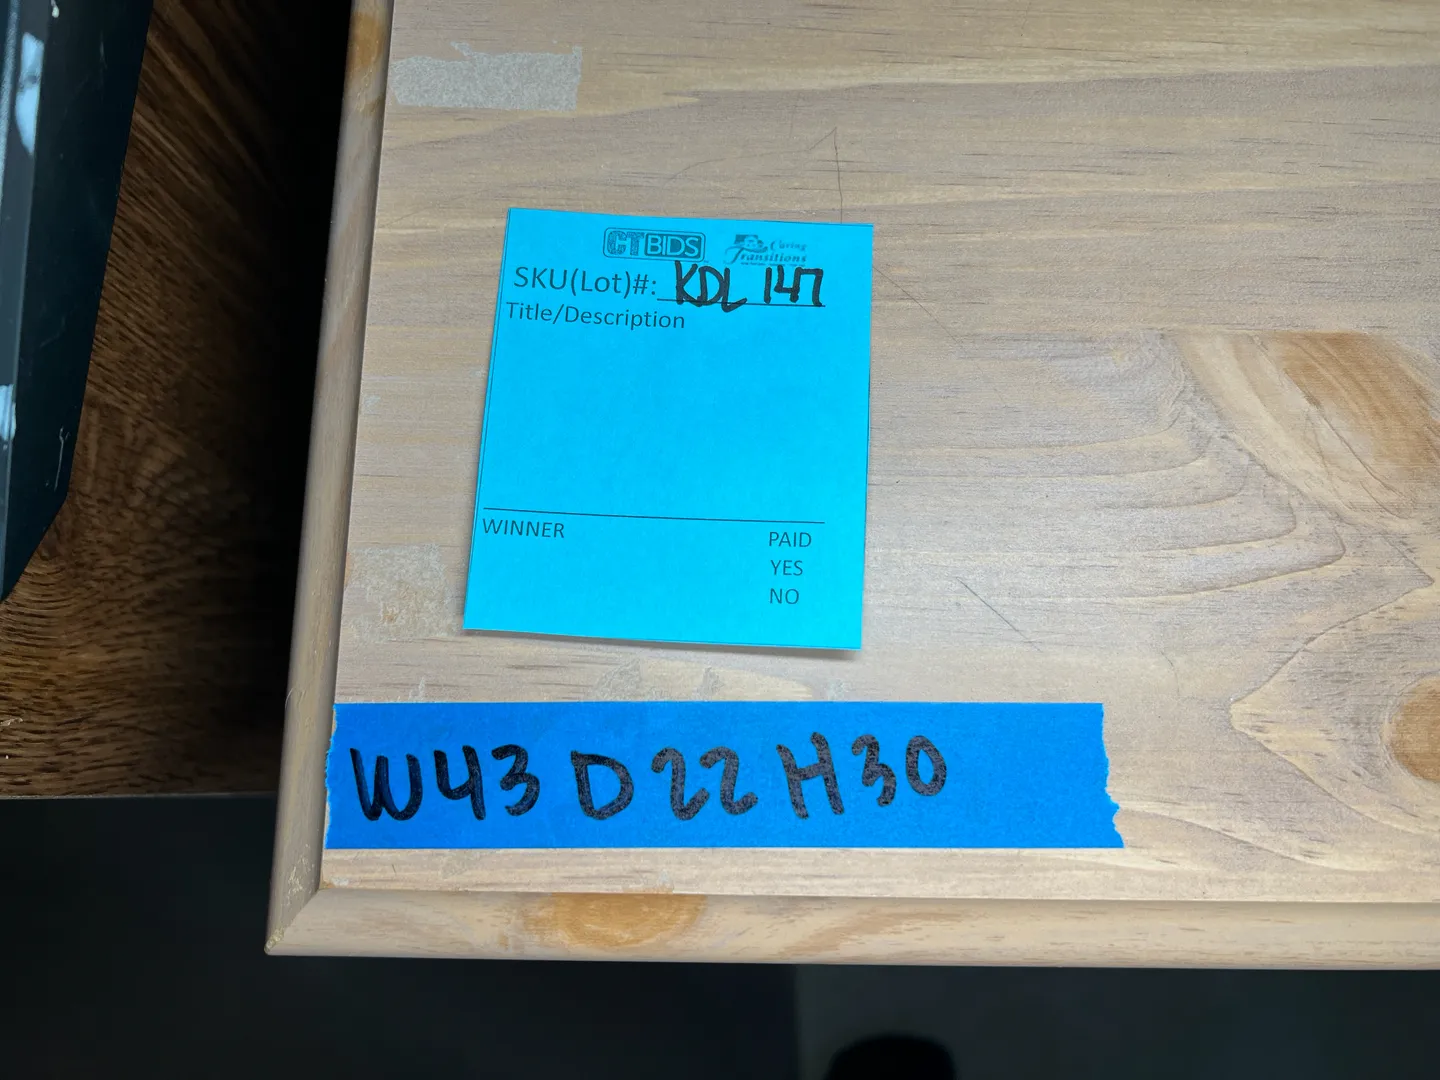 CTBIDS Caring Transitions
SKU(Lot)#: KDL 147
Title/Description
WINNER PAID
YES
NO
W43 D22 H30